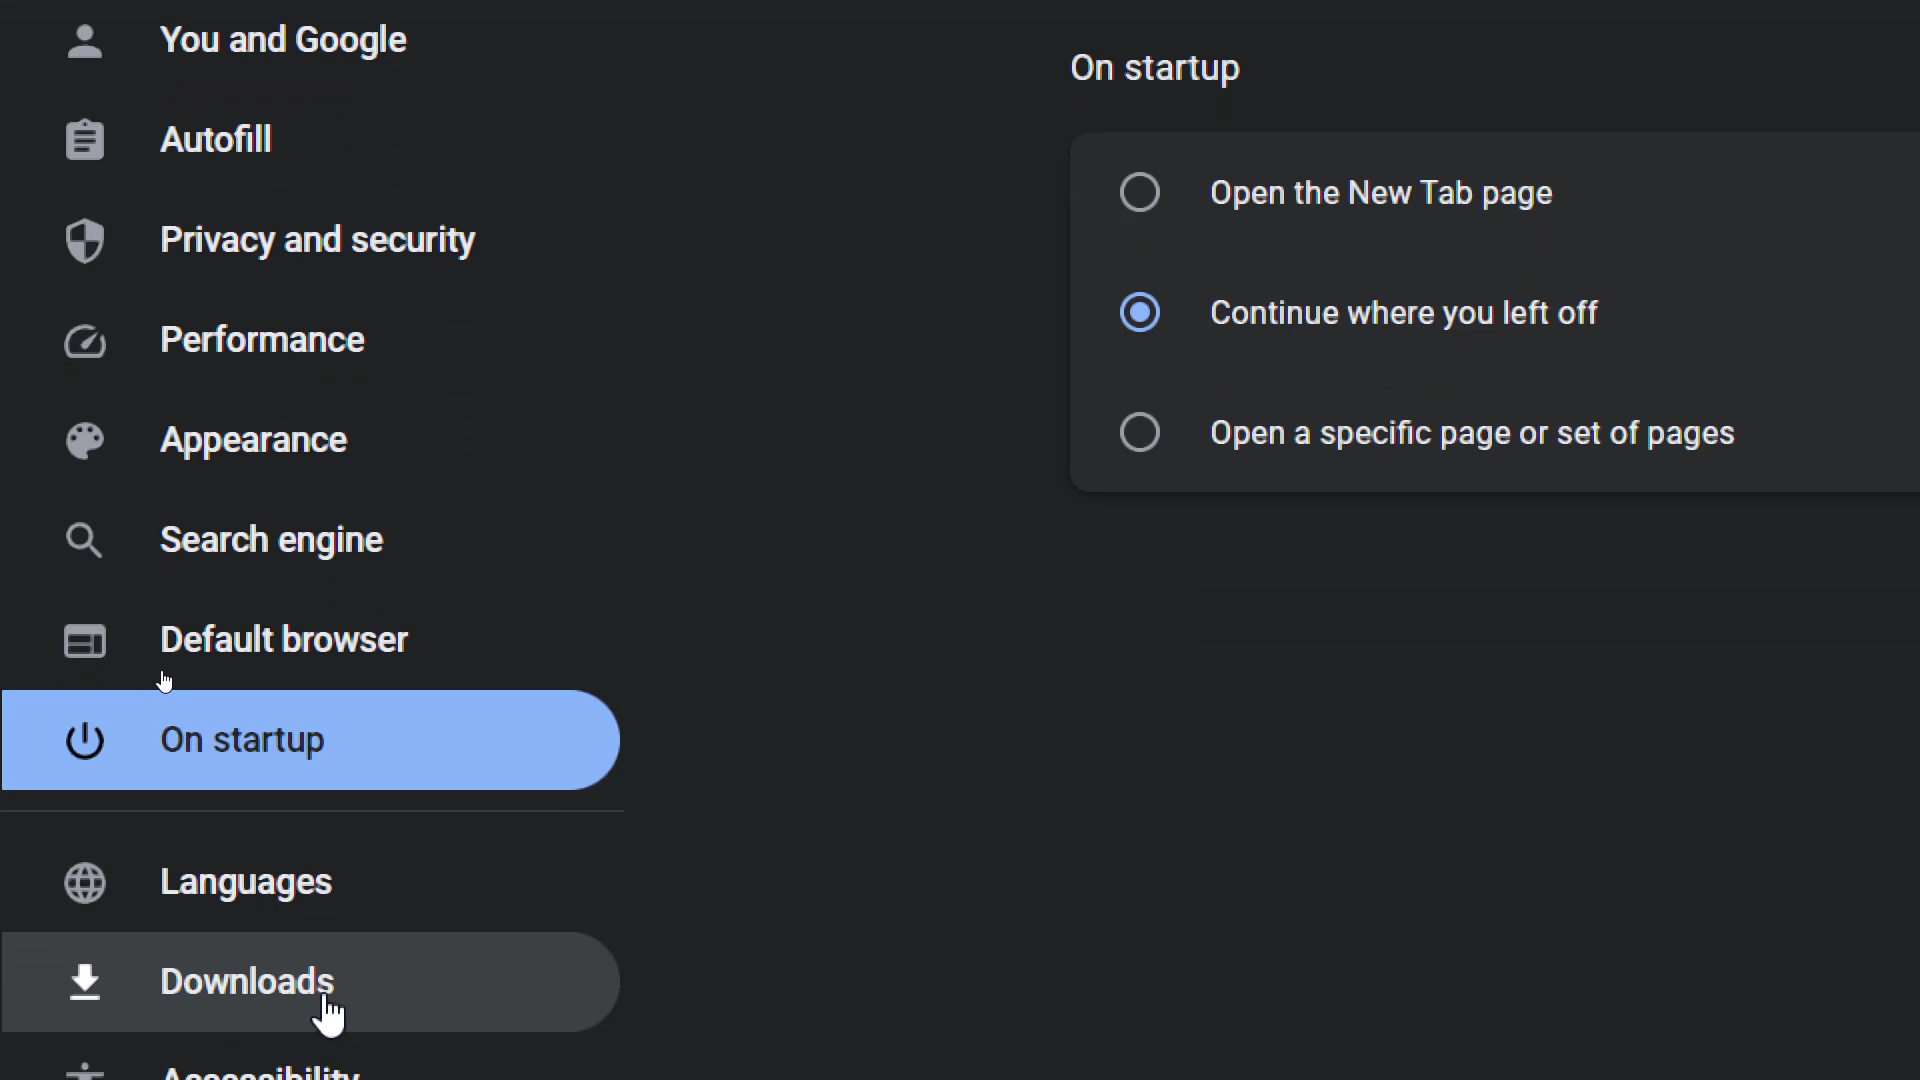 You and Google
Autofill
Privacy and security
Performance
Appearance
Search engine
Default browser
On startup
Languages
Downloads
Accessibility
On startup
Open the New Tab page
Continue where you left off
Open a specific page or set of pages